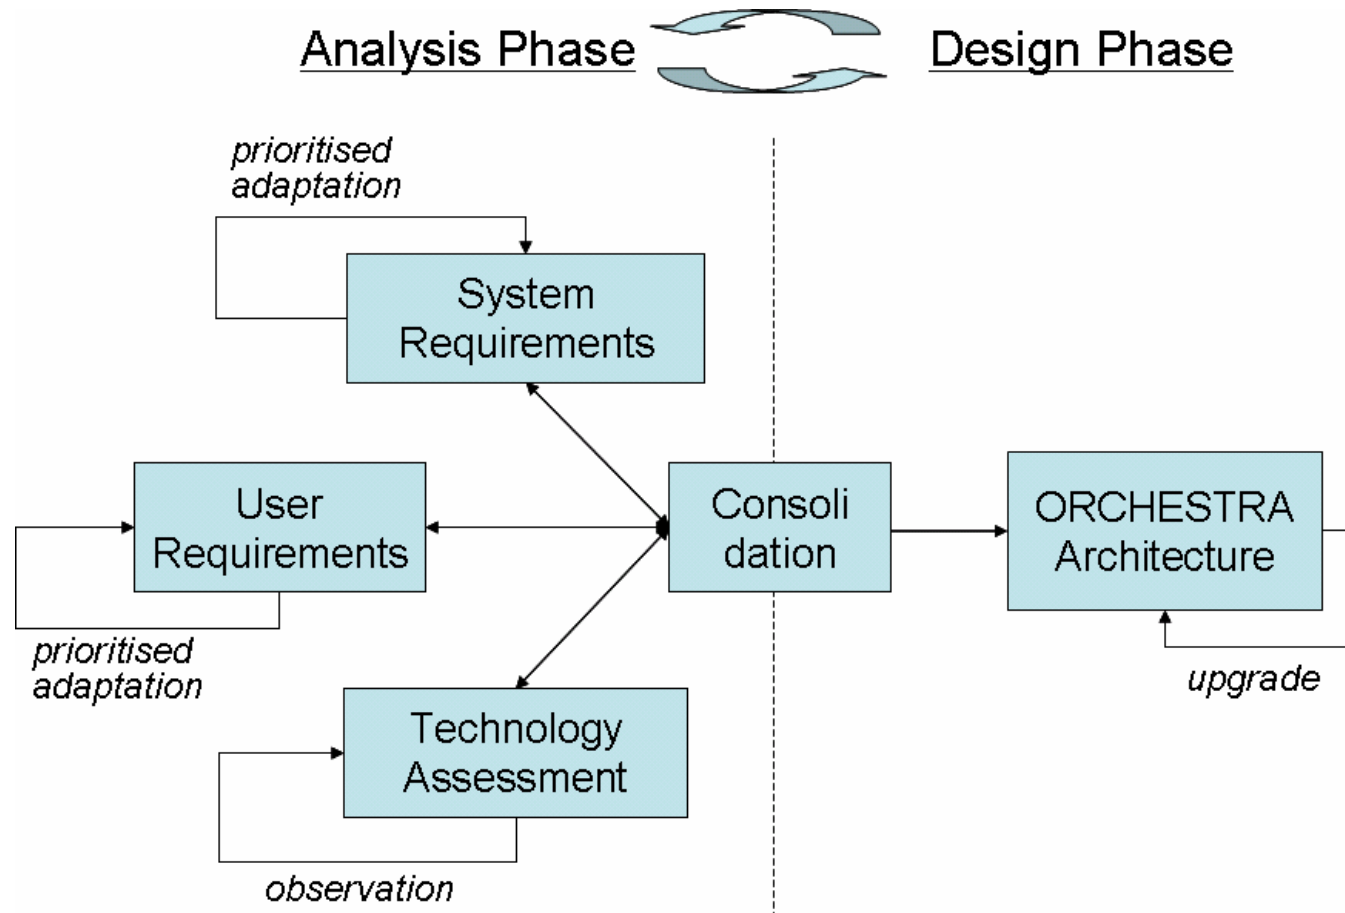 Analysis Phase
Design Phase
prioritised
adaptation
System
Requirements
User
Requirements
Consoli
dation
ORCHESTRA
Architecture
prioritised
adaptation
upgrade
Technology
Assessment
observation